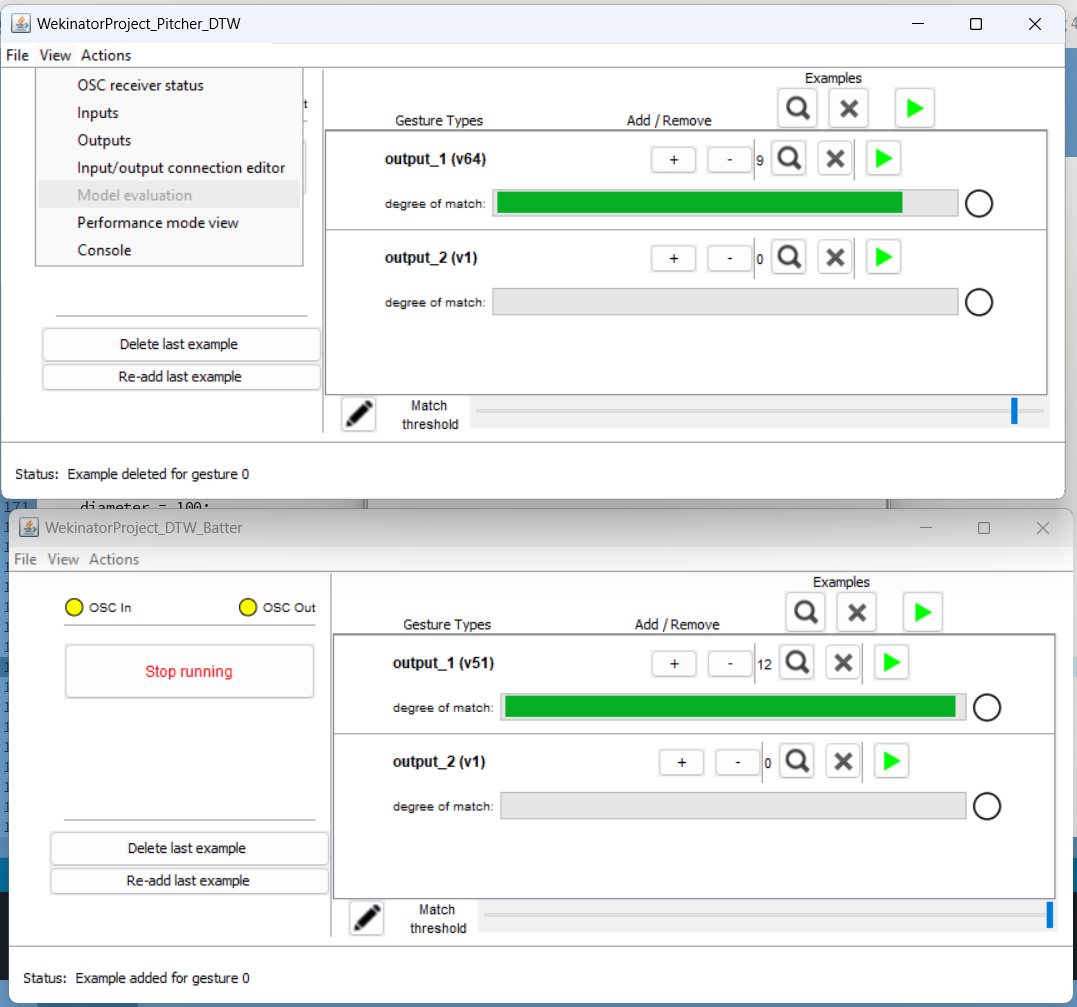 WekinatorProject_Pitcher_DTW
File View Actions
OSC receiver status
Inputs
Outputs
Input/output connection editor
Model evaluation
Performance mode view
Console
Delete last example
Re-add last example
Examples
Gesture Types Add / Remove
output_1 (v64) + - 9
degree of match:
output_2 (v1) + - 0
degree of match:
Match
threshold
Status: Example deleted for gesture 0
171 diameter = 100;
WekinatorProject_DTW_Batter
File View Actions
OSC In OSC Out
Stop running
Delete last example
Re-add last example
Examples
Gesture Types Add / Remove
output_1 (v51) + - 12
degree of match:
output_2 (v1) + - 0
degree of match:
Match
threshold
Status: Example added for gesture 0